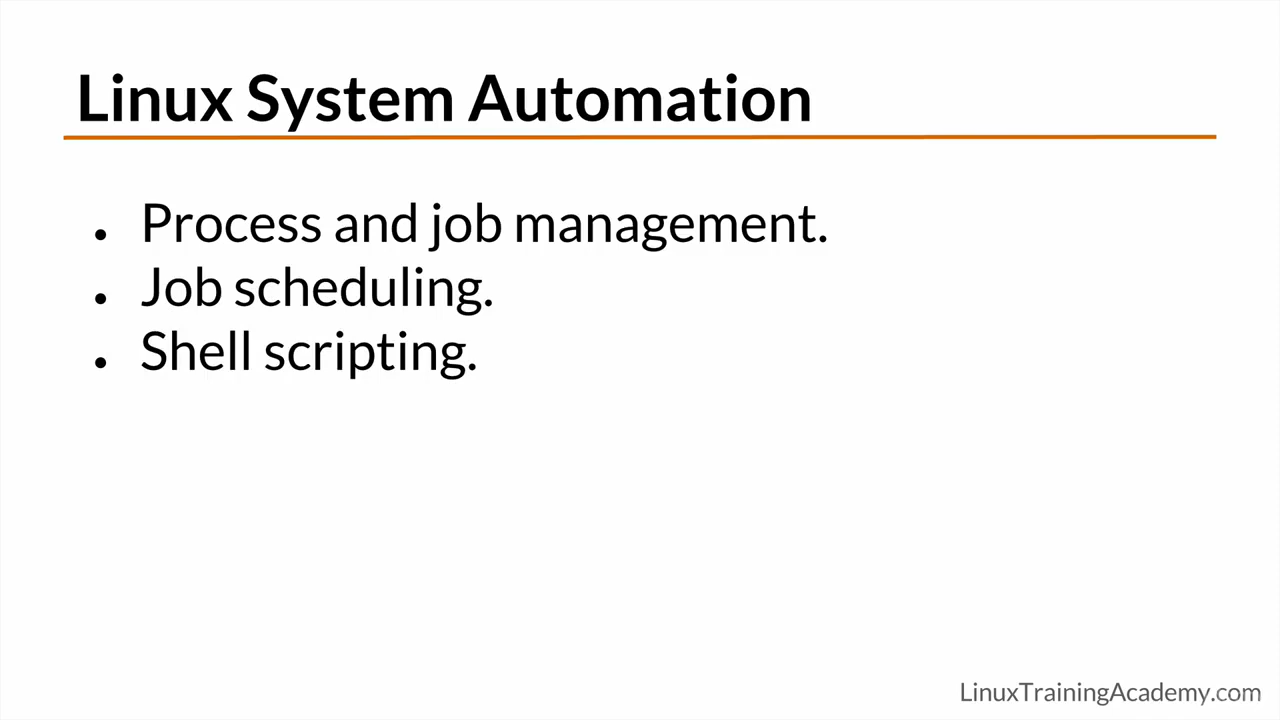 Linux System Automation
• Process and job management.
• Job scheduling.
• Shell scripting.
LinuxTrainingAcademy.com